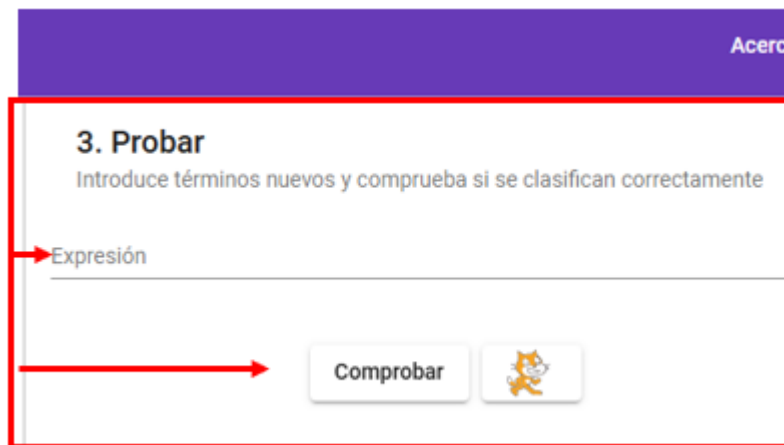 Acerc
3. Probar
Introduce términos nuevos y comprueba si se clasifican correctamente
Expresión
Comprobar